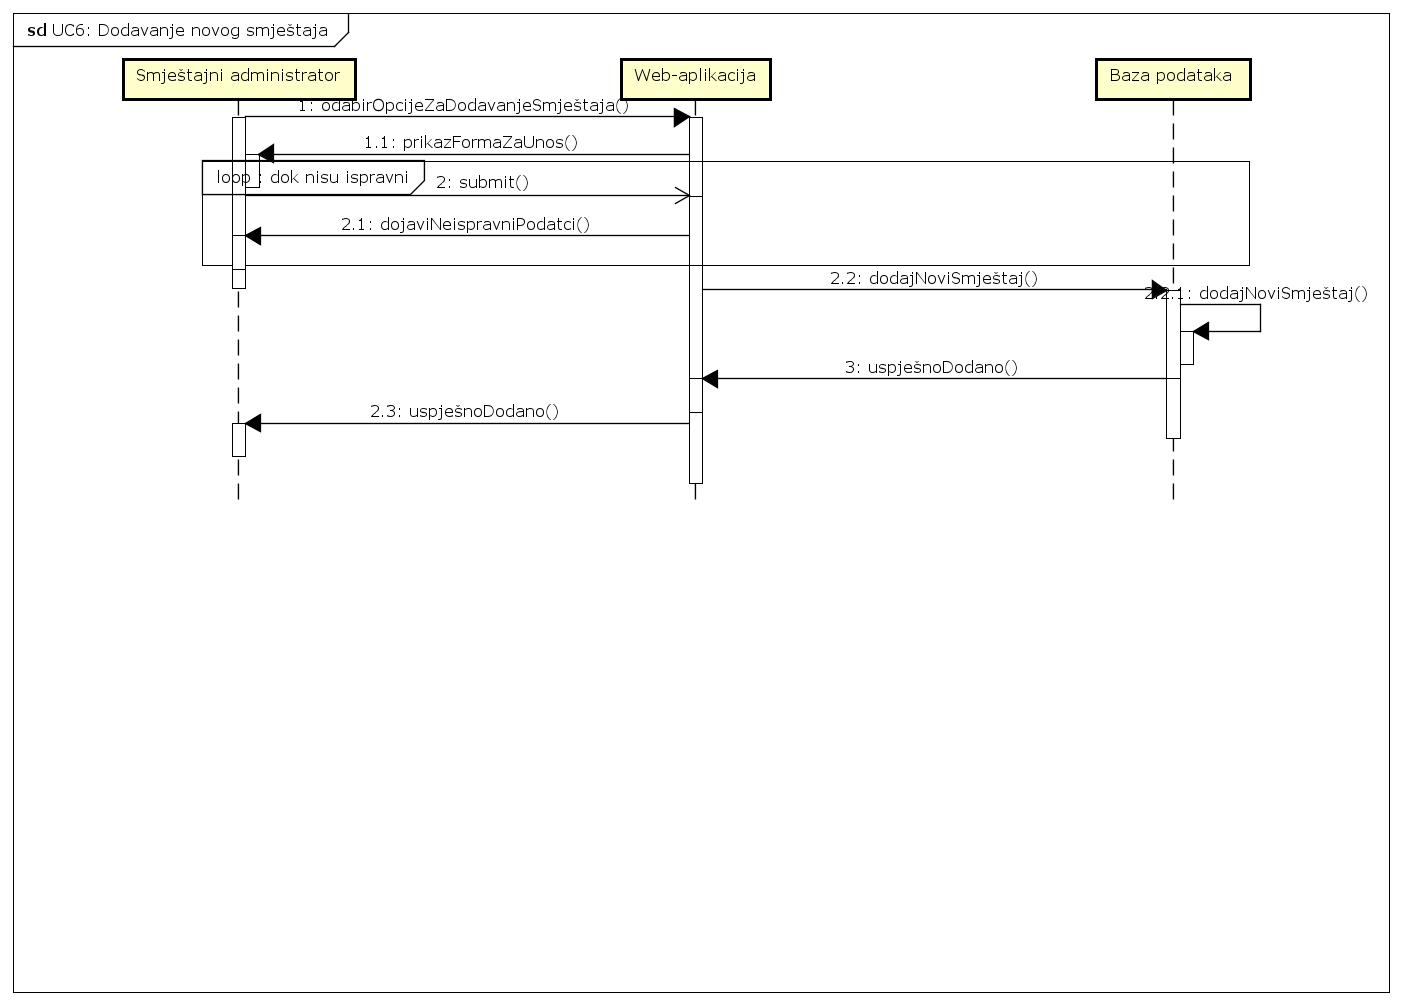 sd UC6: Dodavanje novog smještaja
Smještajni administrator
Web-aplikacija
Baza podataka
1: odabirOpcijeZaDodavanjeSmještaja()
1.1: prikazFormaZaUnos()
loop : dok nisu ispravni
2: submit()
2.1: dojaviNeispravniPodatci()
2.2: dodajNoviSmještaj()
2.2.1: dodajNoviSmještaj()
3: uspješnoDodano()
2.3: uspješnoDodano()